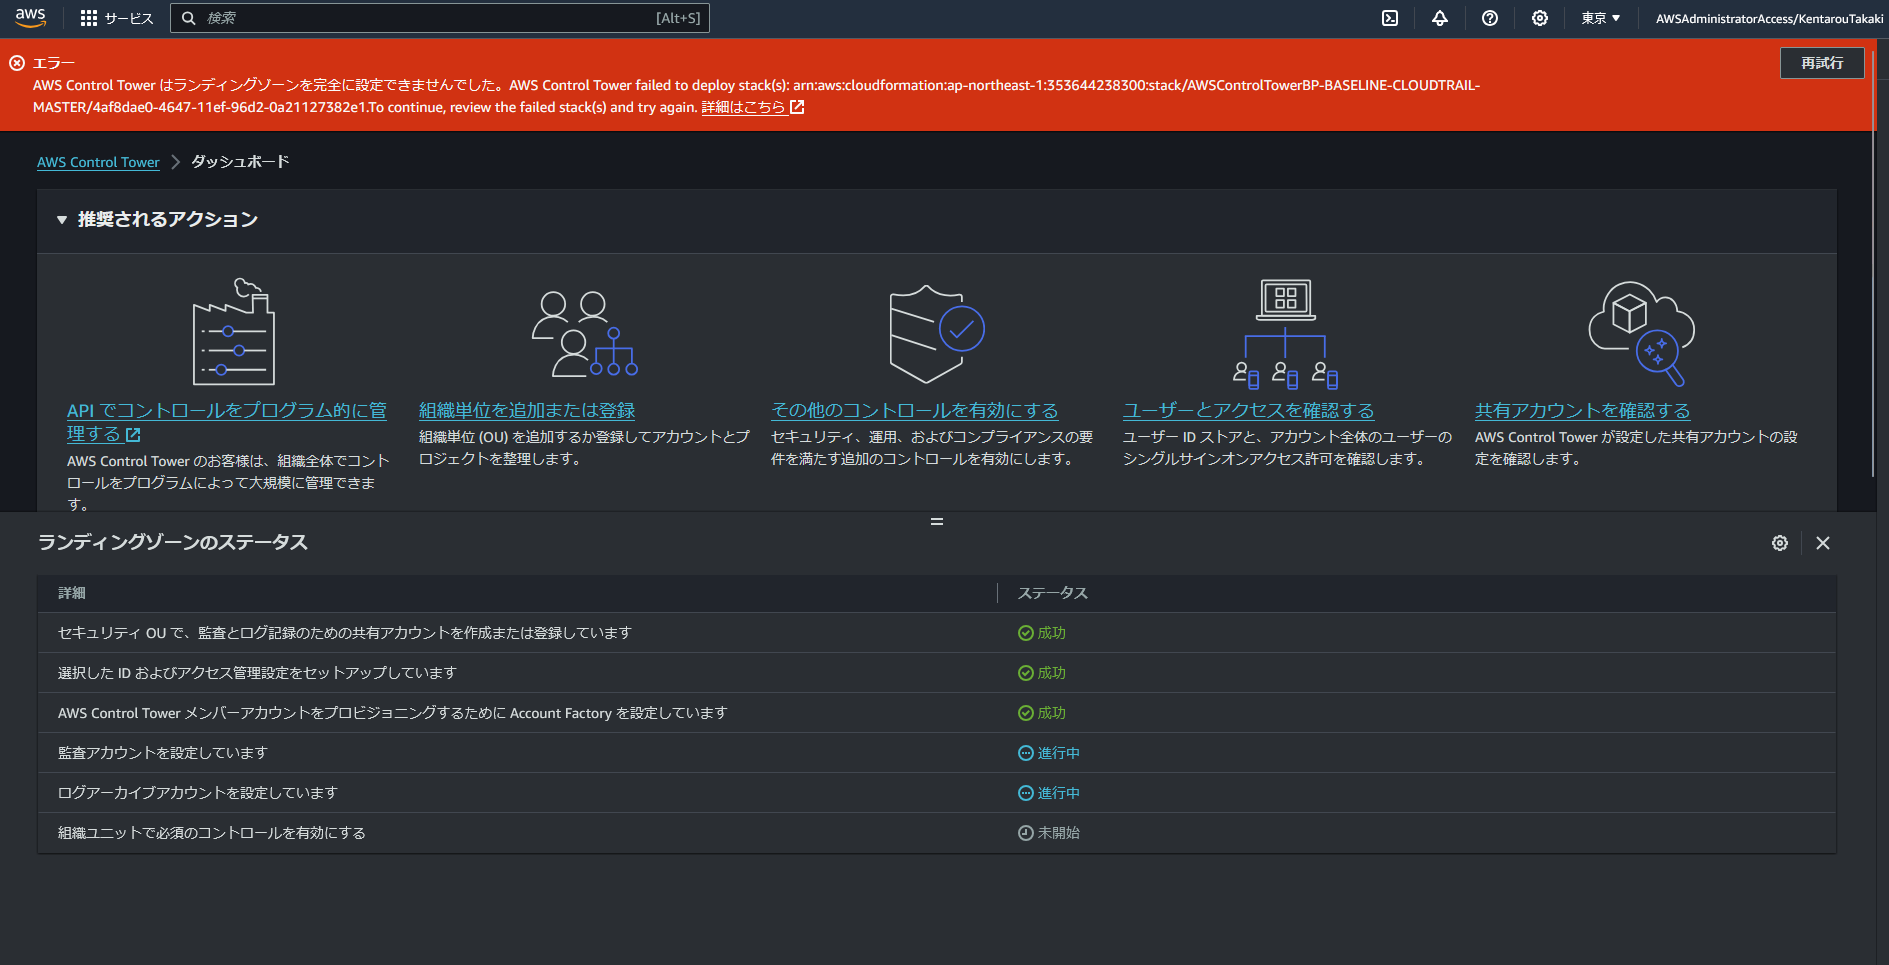 aws
サービス
検索
[Alt+S]
東京 ▼
AWSAdministratorAccess/KentarouTakaki
エラー
再試行
AWS Control Tower はランディングゾーンを完全に設定できませんでした。AWS Control Tower failed to deploy stack(s): arn:aws:cloudformation:ap-northeast-1:353644238300:stack/AWSControlTowerBP-BASELINE-CLOUDTRAIL-
MASTER/4af8dae0-4647-11ef-96d2-0a21127382e1.To continue, review the failed stack(s) and try again. 詳細はこちら
AWS Control Tower > ダッシュボード
▼ 推奨されるアクション
API でコントロールをプログラム的に管
理する
AWS Control Tower のお客様は、組織全体でコント
ロールをプログラムによって大規模に管理できま
す。
組織単位を追加または登録
組織単位 (OU) を追加するか登録してアカウントとプ
ロジェクトを整理します。
その他のコントロールを有効にする
セキュリティ、運用、およびコンプライアンスの要
件を満たす追加のコントロールを有効にします。
ユーザーとアクセスを確認する
ユーザー ID ストアと、アカウント全体のユーザーの
シングルサインオンアクセス許可を確認します。
共有アカウントを確認する
AWS Control Tower が設定した共有アカウントの設
定を確認します。
ランディングゾーンのステータス
詳細
ステータス
セキュリティ OU で、監査とログ記録のための共有アカウントを作成または登録しています
成功
選択した ID およびアクセス管理設定をセットアップしています
成功
AWS Control Tower メンバーアカウントをプロビジョニングするために Account Factory を設定しています
成功
監査アカウントを設定しています
進行中
ログアーカイブアカウントを設定しています
進行中
組織ユニットで必須のコントロールを有効にする
未開始